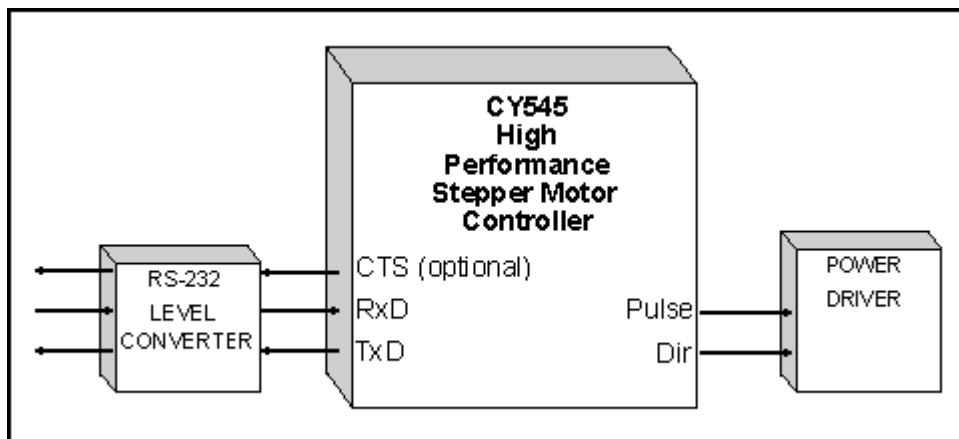 CY545
High
Performance
Stepper Motor
Controller
RS-232
LEVEL
CONVERTER
CTS (optional)
RxD
TxD
Pulse
Dir
POWER
DRIVER